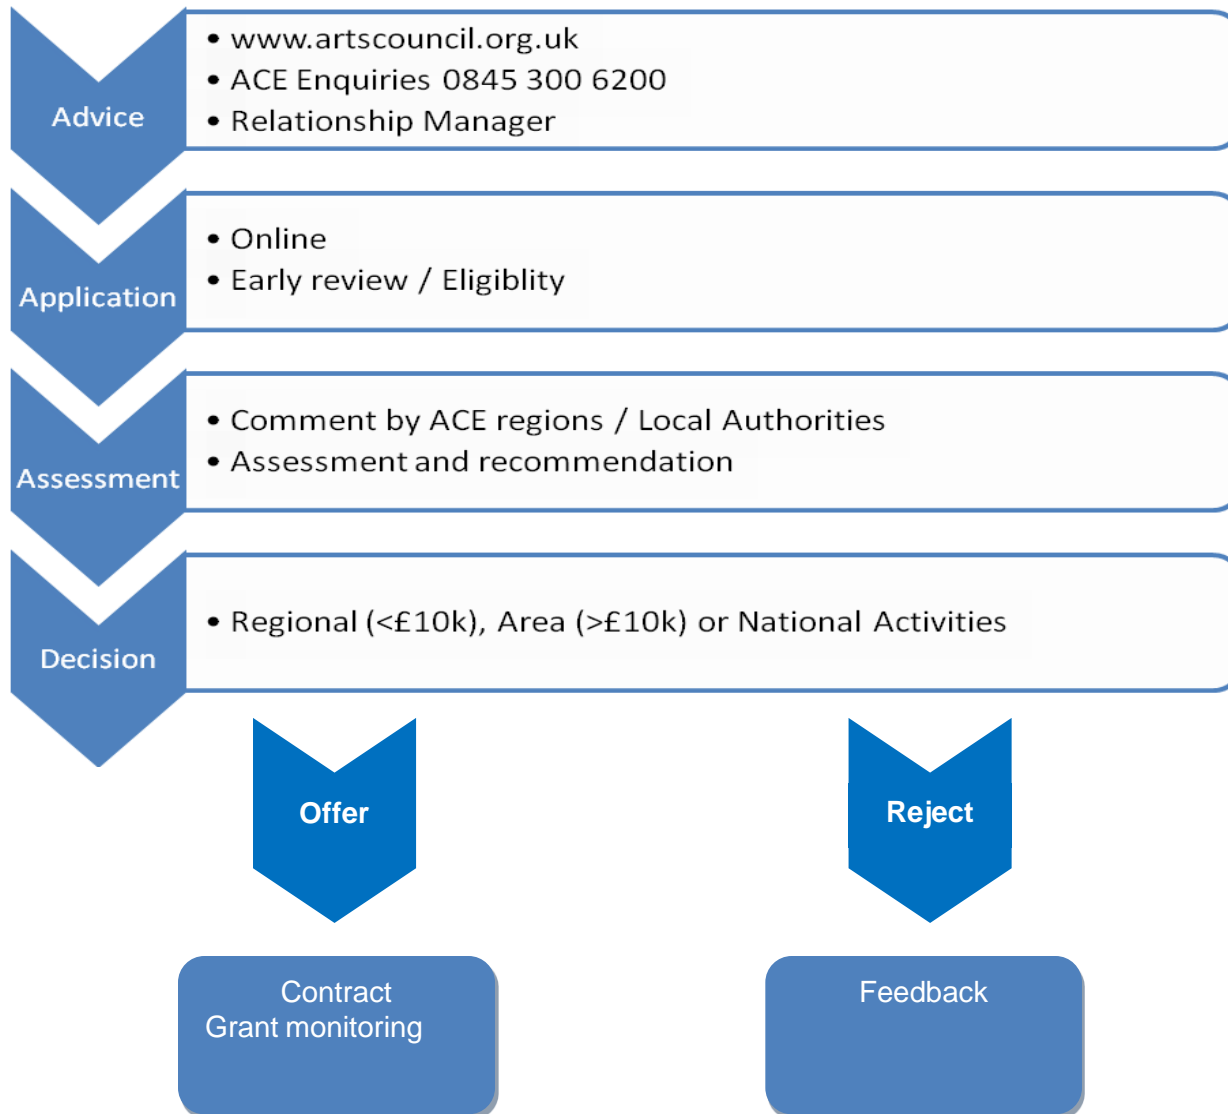 Advice
• www.artscouncil.org.uk
• ACE Enquiries 0845 300 6200
• Relationship Manager
Application
• Online
• Early review / Eligiblity
Assessment
• Comment by ACE regions / Local Authorities
• Assessment and recommendation
Decision
• Regional (<£10k), Area (>£10k) or National Activities
Offer
Reject
Contract
Grant monitoring
Feedback